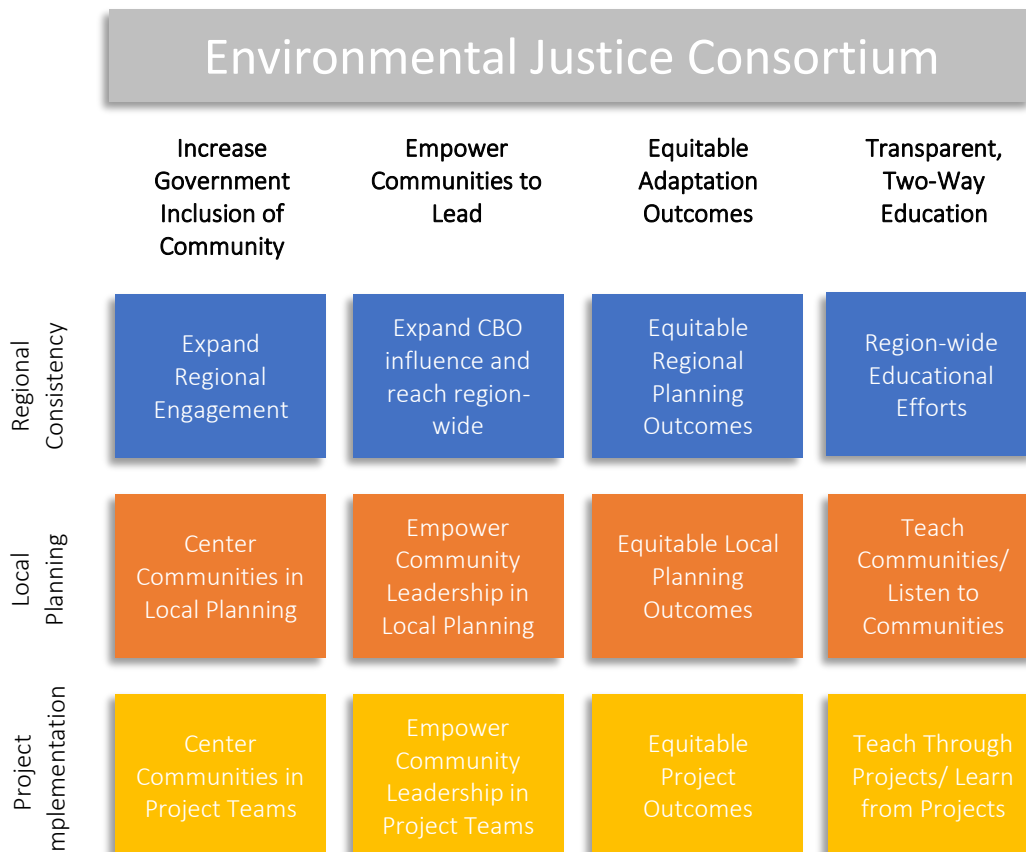 Environmental Justice Consortium
Increase
Government
Inclusion of
Community
Empower
Communities to
Lead
Equitable
Adaptation
Outcomes
Transparent,
Two-Way
Education
Regional
Consistency
Expand
Regional
Engagement
Expand CBO
influence and
reach region-
wide
Equitable
Regional
Planning
Outcomes
Region-wide
Educational
Efforts
Local
Planning
Center
Communities in
Local Planning
Empower
Community
Leadership in
Local Planning
Equitable Local
Planning
Outcomes
Teach
Communities/
Listen to
Communities
Project
mplementation
Center
Communities in
Project Teams
Empower
Community
Leadership in
Project Teams
Equitable
Project
Outcomes
Teach Through
Projects/ Learn
from Projects